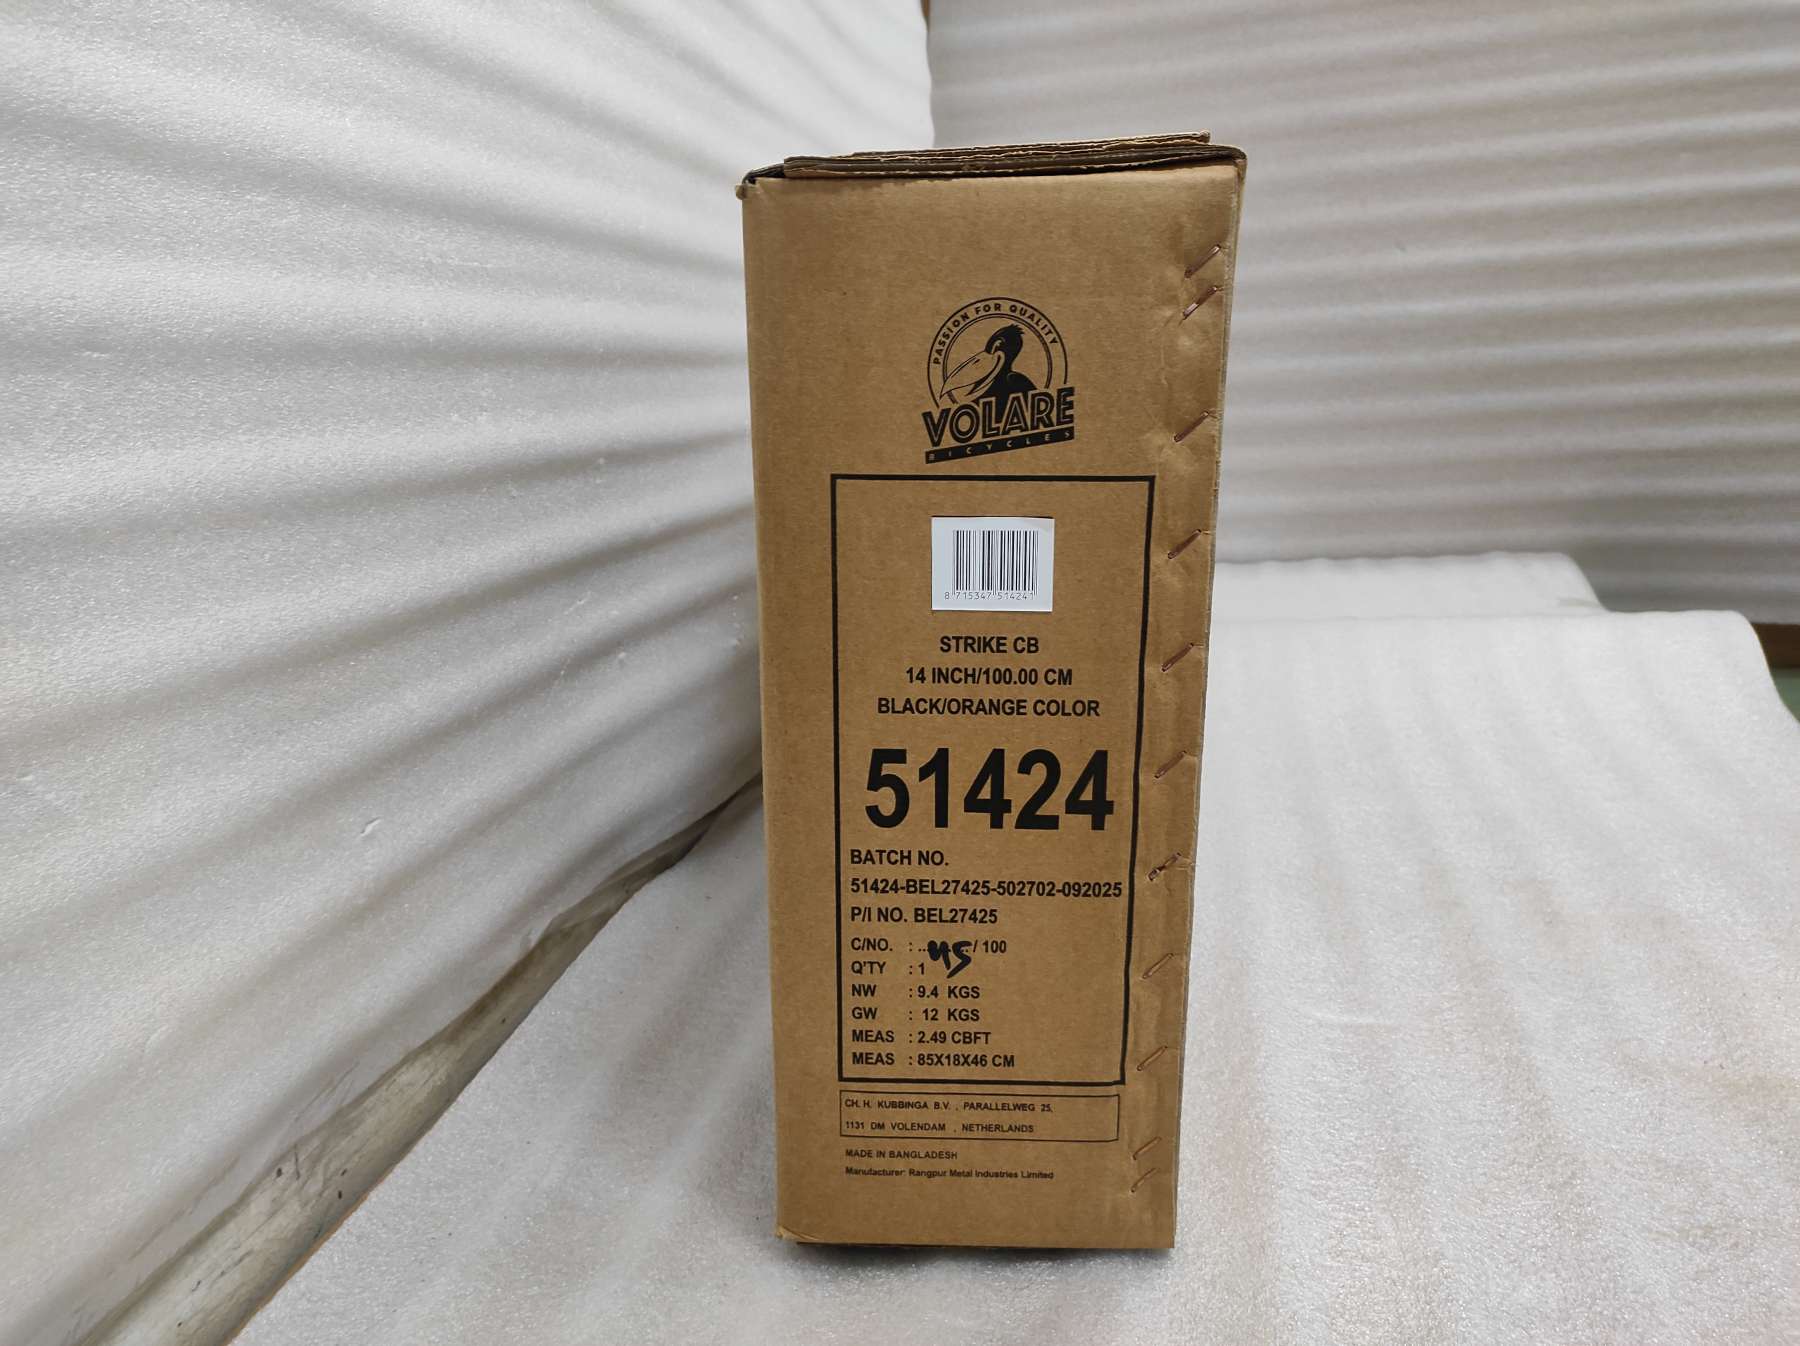 PASSION FOR QUALITY
VOLARE
BICYCLES
8 715347 514241
STRIKE CB
14 INCH/100.00 CM
BLACK/ORANGE COLOR
51424
BATCH NO.
51424-BEL27425-502702-092025
P/I NO. BEL27425
C/NO. : ..45../ 100
Q'TY : 1
NW : 9.4 KGS
GW : 12 KGS
MEAS : 2.49 CBFT
MEAS : 85X18X46 CM
CH. H. KUBBINGA B.V. , PARALLELWEG 25,
1131 DM VOLENDAM , NETHERLANDS
MADE IN BANGLADESH
Manufacturer: Rangpur Metal Industries Limited